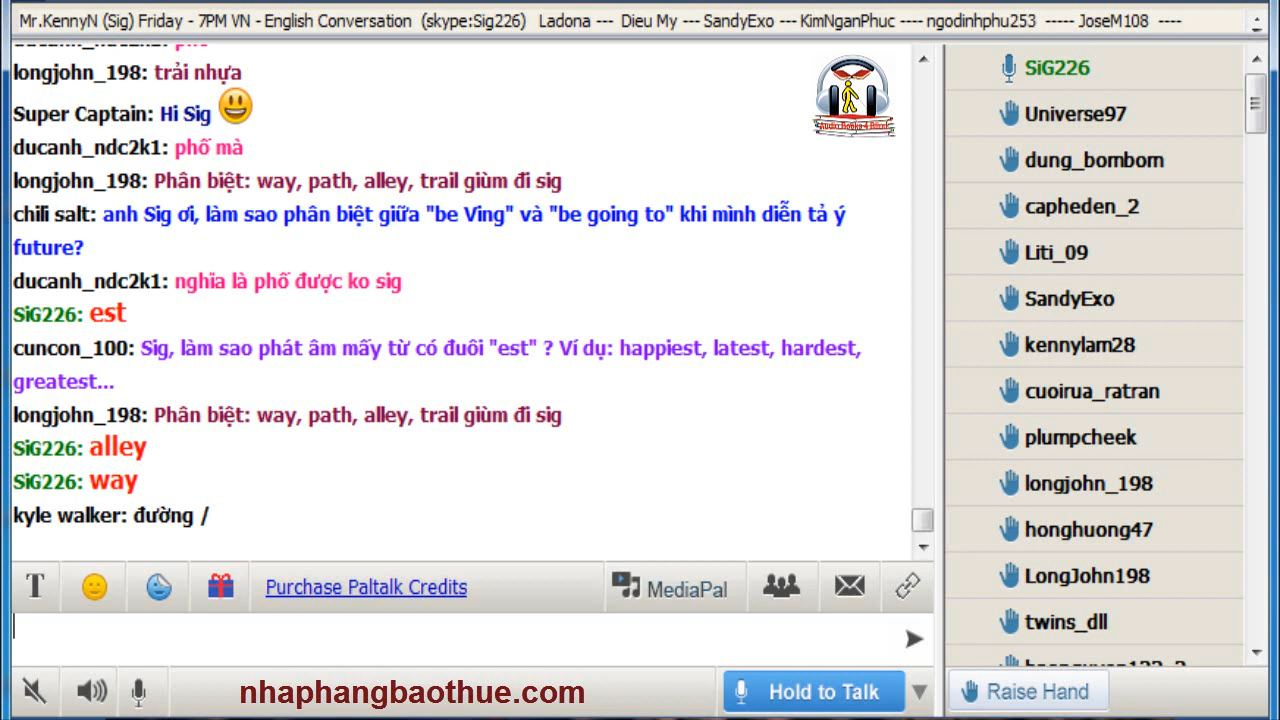 Mr.KennyN (Sig) Friday - 7PM VN - English Conversation (skype:Sig226) Ladona --- Dieu My --- SandyExo --- KimNganPhuc ---- ngodinhphu253 ----- JoseM108 ----
longjohn_198: trải nhựa
Super Captain: Hi Sig
ducanh_ndc2k1: phố mà
longjohn_198: Phân biệt: way, path, alley, trail giùm đi sig
chili salt: anh Sig ơi, làm sao phân biệt giữa "be Ving" và "be going to" khi mình diễn tả ý
future?
ducanh_ndc2k1: nghĩa là phố được ko sig
SiG226: est
cuncon_100: Sig, làm sao phát âm mấy từ có đuôi "est" ? Ví dụ: happiest, latest, hardest,
greatest...
longjohn_198: Phân biệt: way, path, alley, trail giùm đi sig
SiG226: alley
SiG226: way
kyle walker: đường /
T
Purchase Paltalk Credits
MediaPal
nhaphangbaothue.com
Hold to Talk
SiG226
Universe97
dung_bombom
capheden_2
Liti_09
SandyExo
kennylam28
cuoirua_ratran
plumpcheek
longjohn_198
honghuong47
LongJohn198
twins_dll
Raise Hand